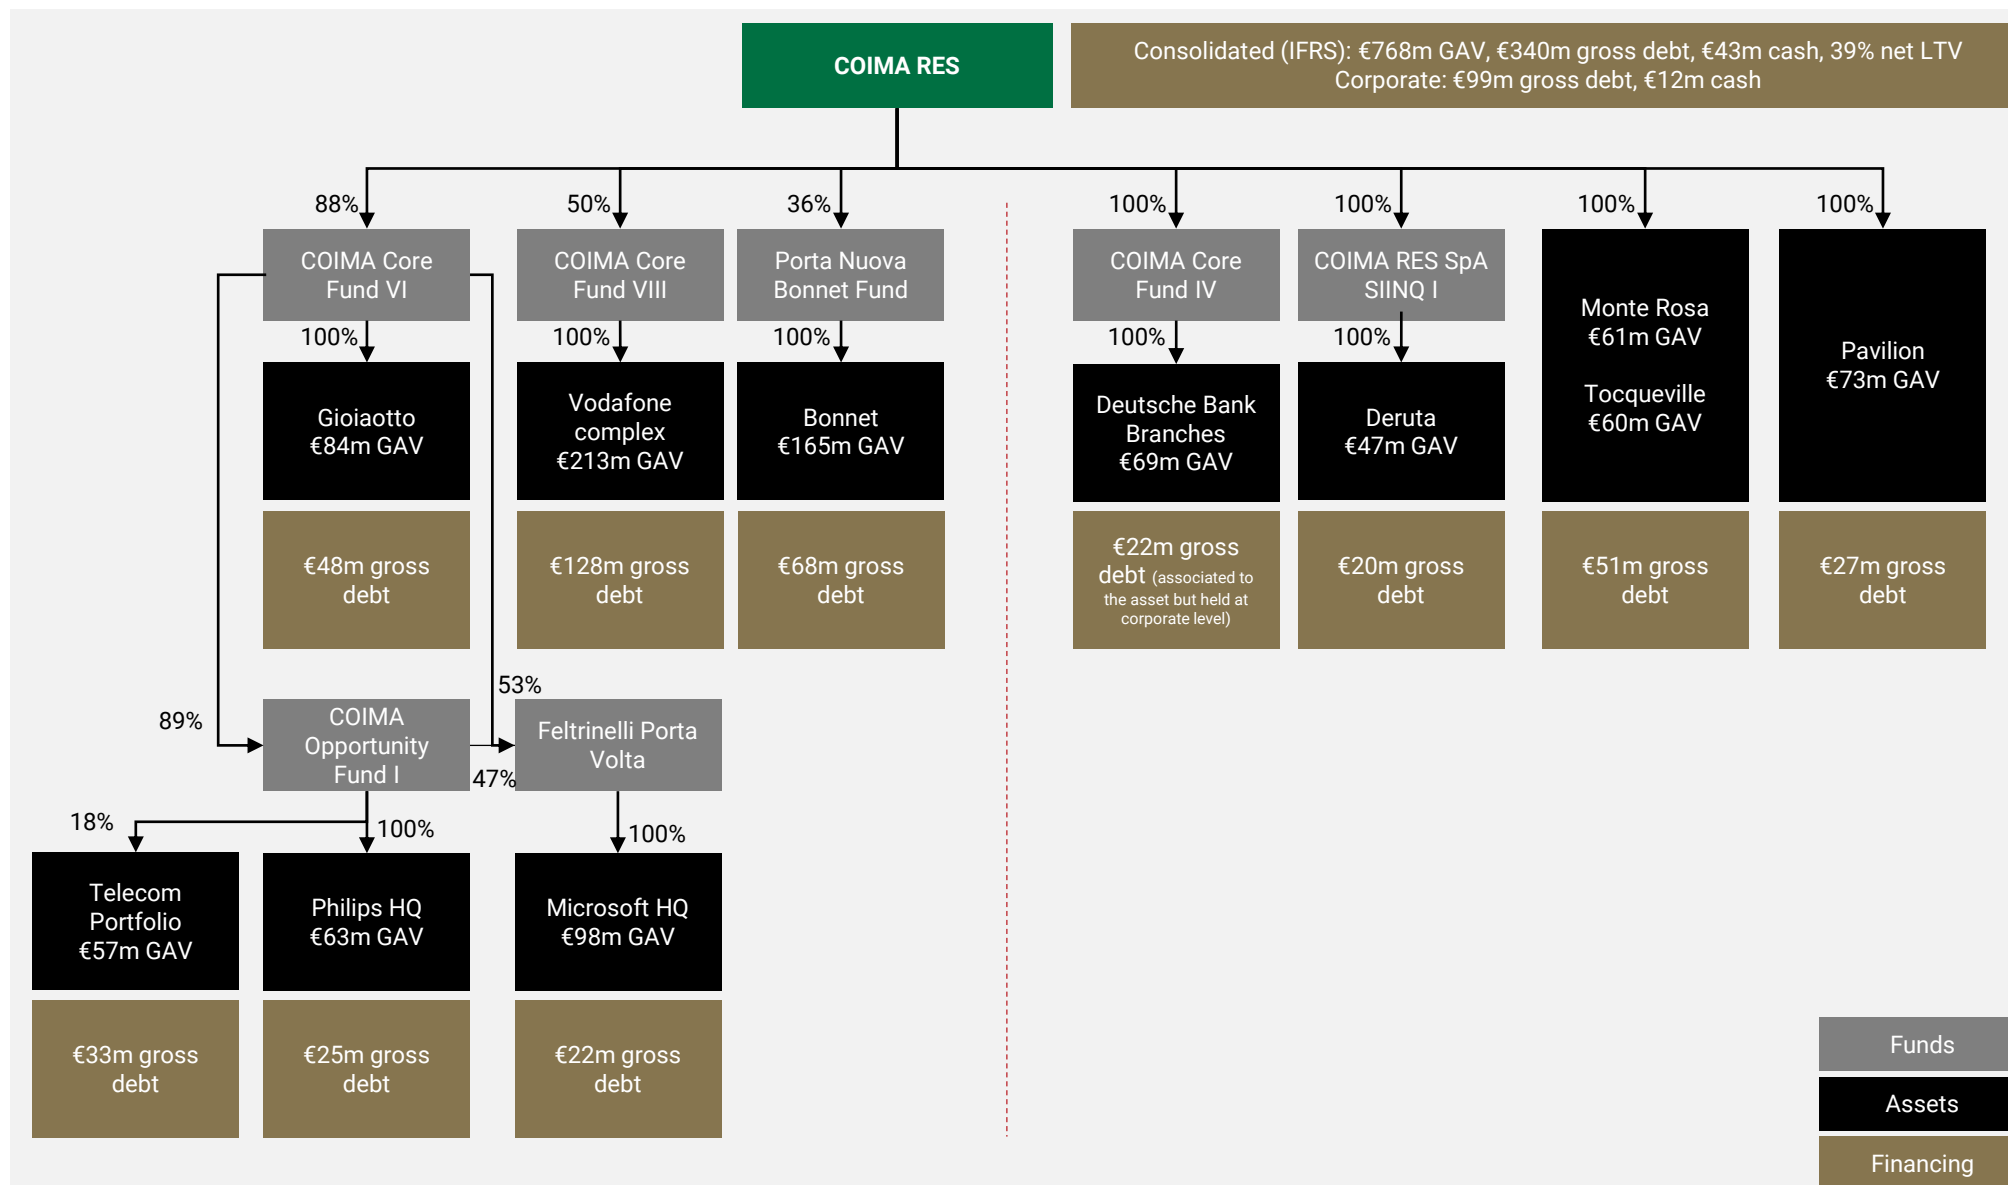 COIMA RES
Consolidated (IFRS): €768m GAV, €340m gross debt, €43m cash, 39% net LTV
Corporate: €99m gross debt, €12m cash
88%
50%
36%
100%
100%
100%
100%
COIMA Core
Fund VI
COIMA Core
Fund VIII
Porta Nuova
Bonnet Fund
COIMA Core
Fund IV
COIMA RES SpA
SIINQ I
100%
100%
100%
100%
100%
Gioiaotto
€84m GAV
Vodafone
complex
€213m GAV
Bonnet
€165m GAV
Deutsche Bank
Branches
€69m GAV
Deruta
€47m GAV
Monte Rosa
€61m GAV
Tocqueville
€60m GAV
Pavilion
€73m GAV
€48m gross
debt
€128m gross
debt
€68m gross
debt
€22m gross
debt (associated to
the asset but held at
corporate level)
€20m gross
debt
€51m gross
debt
€27m gross
debt
89%
53%
COIMA
Opportunity
Fund I
47%
Feltrinelli Porta
Volta
18%
100%
100%
Telecom
Portfolio
€57m GAV
Philips HQ
€63m GAV
Microsoft HQ
€98m GAV
€33m gross
debt
€25m gross
debt
€22m gross
debt
Funds
Assets
Financing